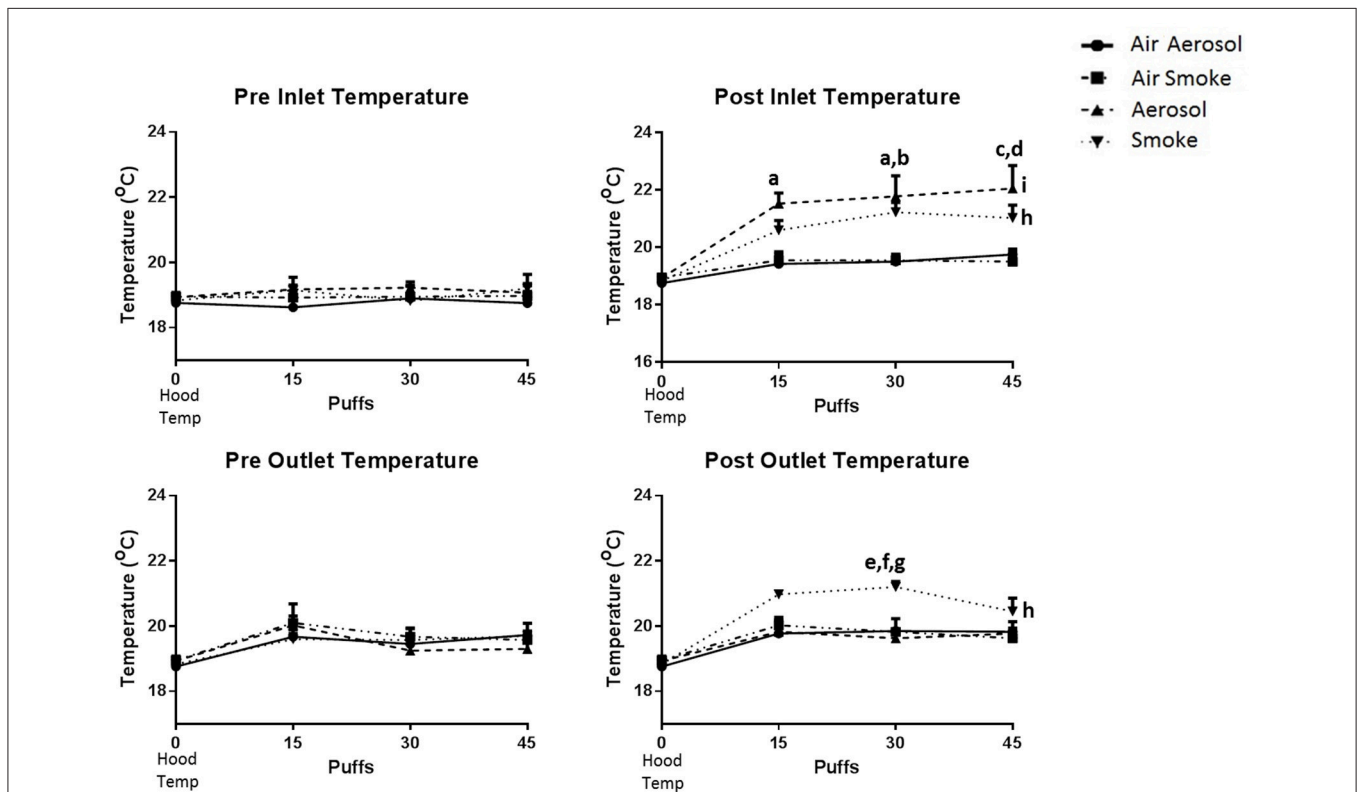 Air Aerosol
Air Smoke
Aerosol
Smoke
Pre Inlet Temperature
24
22
20
18
Temperature (°C)
0
15
30
45
Hood
Temp
Puffs
Post Inlet Temperature
24
22
20
18
16
Temperature (°C)
a
a,b
c,d
i
h
0
15
30
45
Hood
Temp
Puffs
Pre Outlet Temperature
24
22
20
18
Temperature (°C)
0
15
30
45
Hood
Temp
Puffs
Post Outlet Temperature
24
22
20
18
Temperature (°C)
e,f,g
h
0
15
30
45
Hood
Temp
Puffs